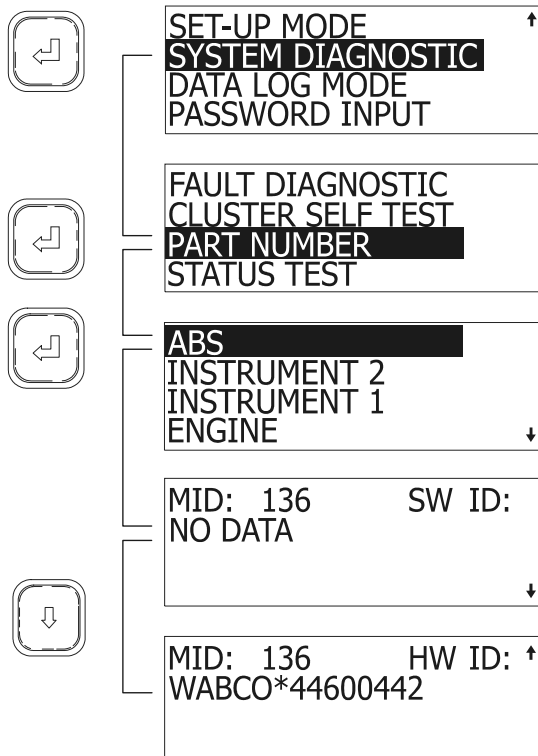 SET-UP MODE
SYSTEM DIAGNOSTIC
DATA LOG MODE
PASSWORD INPUT
FAULT DIAGNOSTIC
CLUSTER SELF TEST
PART NUMBER
STATUS TEST
ABS
INSTRUMENT 2
INSTRUMENT 1
ENGINE
MID: 136 SW ID:
NO DATA
MID: 136 HW ID:
WABCO*44600442